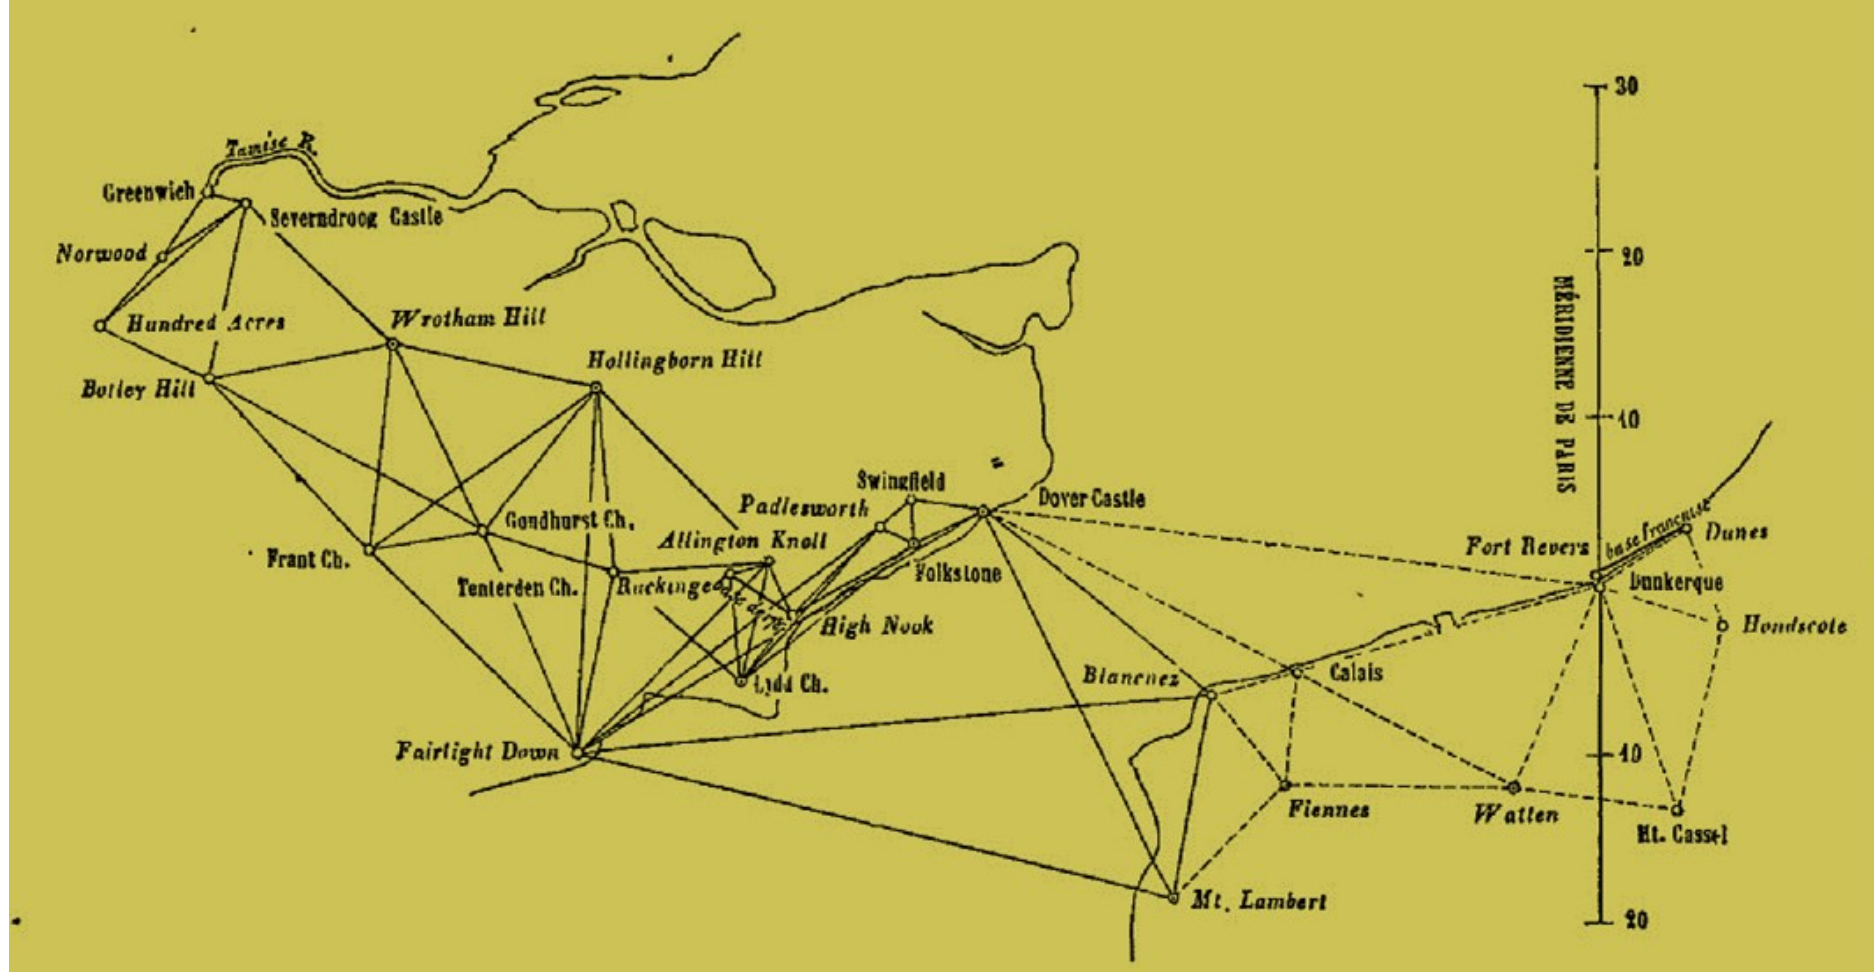 30
Tamise R.
Greenwich
Severndroog Castle
Norwood
20
Hundred Acres
Wrotham Hill
Hollingborn Hill
Botley Hill
MÉRIDIENNE DE PARIS
10
Swingfield
Dover Castle
Padlesworth
Goudhurst Ch.
Allington Knoll
Frant Ch.
Folkstone
Fort Revers
base française
Dunes
Tenterden Ch.
Ruckinge
Dunkerque
High Nook
Hondscote
Lydd Ch.
Blancnez
Calais
Fairlight Down
10
Fiennes
Watten
Mt. Cassel
Mt. Lambert
20